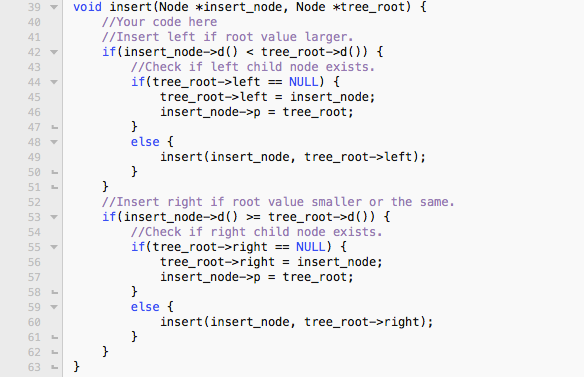 39 void insert(Node *insert_node, Node *tree_root) {
40     //Your code here
41     //Insert left if root value larger.
42     if(insert_node->d() < tree_root->d()) {
43         //Check if left child node exists.
44         if(tree_root->left == NULL) {
45             tree_root->left = insert_node;
46             insert_node->p = tree_root;
47         }
48         else {
49             insert(insert_node, tree_root->left);
50         }
51     }
52     //Insert right if root value smaller or the same.
53     if(insert_node->d() >= tree_root->d()) {
54         //Check if right child node exists.
55         if(tree_root->right == NULL) {
56             tree_root->right = insert_node;
57             insert_node->p = tree_root;
58         }
59         else {
60             insert(insert_node, tree_root->right);
61         }
62     }
63 }